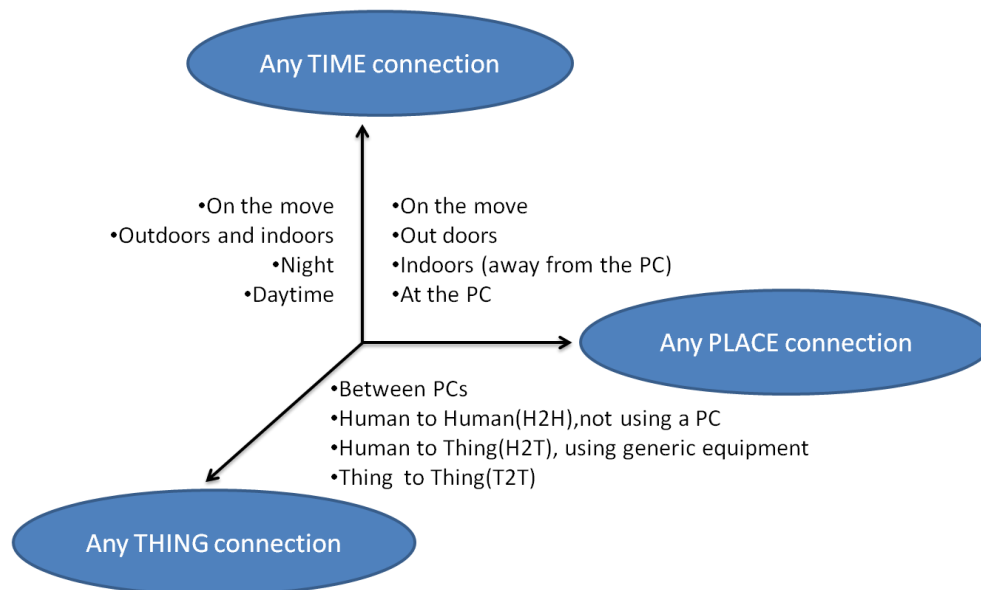 Any TIME connection
•On the move
•Outdoors and indoors
•Night
•Daytime
•On the move
•Out doors
•Indoors (away from the PC)
•At the PC
Any PLACE connection
•Between PCs
•Human to Human(H2H),not using a PC
•Human to Thing(H2T), using generic equipment
•Thing to Thing(T2T)
Any THING connection